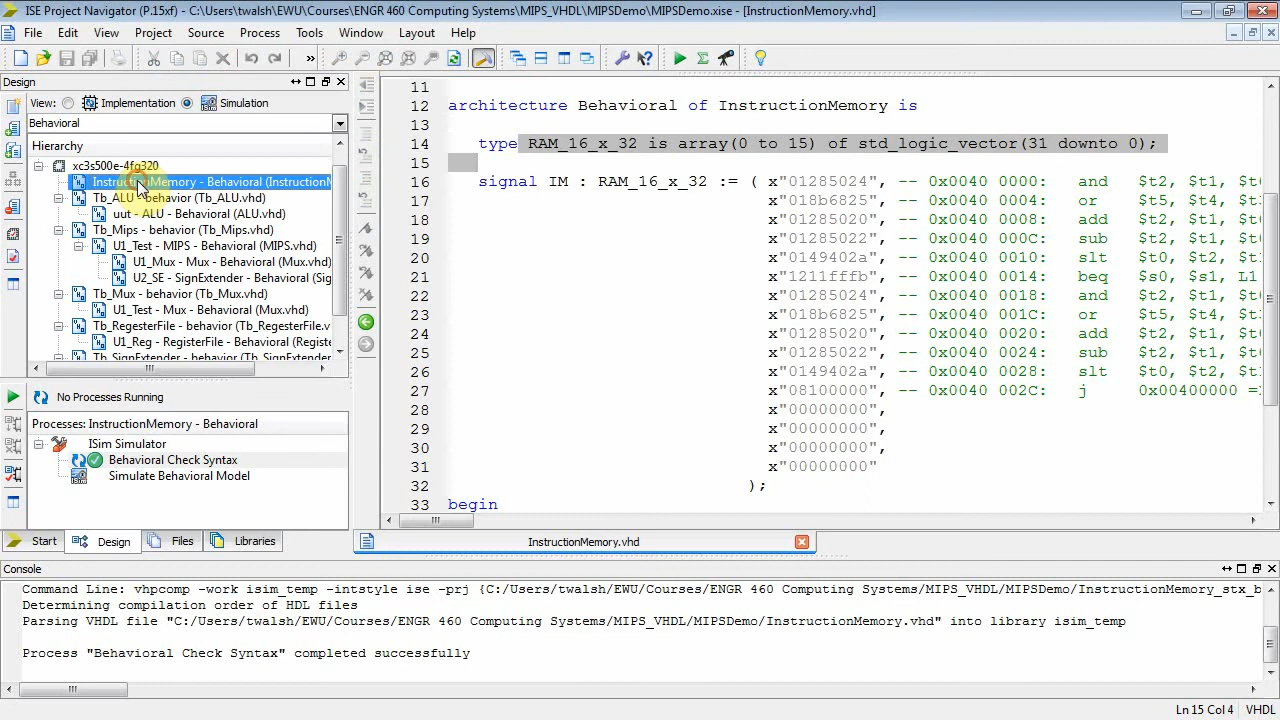 ISE Project Navigator (P.15xf) - C:\Users\twalsh\EWU\Courses\ENGR 460 Computing Systems\MIPS_VHDL\MIPSDemo\MIPSDemo.xise - [InstructionMemory.vhd]
File Edit View Project Source Process Tools Window Layout Help
Design
View: Implementation Simulation
Behavioral
Hierarchy
Memory - Behavioral (Instruction
Tb_ALU - behavior (Tb_ALU.vhd)
uut - ALU - Behavioral (ALU.vhd)
Tb_Mips - behavior (Tb_Mips.vhd)
U1_Test - MIPS - Behavioral (MIPS.vhd)
U1_Mux - Mux - Behavioral (Mux.vhd)
U2_SE - SignExtender - Behavioral (Sig
Tb_Mux - behavior (Tb_Mux.vhd)
U1_Test - Mux - Behavioral (Mux.vhd)
Tb_RegesterFile - behavior (Tb_RegesterFile.v
U1_Reg - RegisterFile - Behavioral (Registe
Tb_SignExtender - behavior (Tb_SignExtender
No Processes Running
Processes: InstructionMemory - Behavioral
ISim Simulator
Behavioral Check Syntax
Simulate Behavioral Model
Start Design Files Libraries
11
12 architecture Behavioral of InstructionMemory is
13
14 type RAM_16_x_32 is array(0 to 15) of std_logic_vector(31 downto 0);
15
16 signal IM : RAM_16_x_32 := ( x"01285024", -- 0x0040 0000: and $t2, $t1, $t
17 x"018b6825", -- 0x0040 0004: or $t5, $t4, $t
18 x"01285020", -- 0x0040 0008: add $t2, $t1, $t
19 x"01285022", -- 0x0040 000C: sub $t2, $t1, $t
20 x"0149402a", -- 0x0040 0010: slt $t0, $t2, $t
21 x"1211fffb", -- 0x0040 0014: beq $s0, $s1, L1
22 x"01285024", -- 0x0040 0018: and $t2, $t1, $t
23 x"018b6825", -- 0x0040 001C: or $t5, $t4, $t
24 x"01285020", -- 0x0040 0020: add $t2, $t1, $t
25 x"01285022", -- 0x0040 0024: sub $t2, $t1, $t
26 x"0149402a", -- 0x0040 0028: slt $t0, $t2, $t
27 x"08100000", -- 0x0040 002C: j 0x00400000 =
28 x"00000000",
29 x"00000000",
30 x"00000000",
31 x"00000000"
32 );
33 begin
InstructionMemory.vhd
Console
Command Line: vhpcomp -work isim_temp -intstyle ise -prj {C:/Users/twalsh/EWU/Courses/ENGR 460 Computing Systems/MIPS_VHDL/MIPSDemo/InstructionMemory_stx_b
Determining compilation order of HDL files
Parsing VHDL file "C:/Users/twalsh/EWU/Courses/ENGR 460 Computing Systems/MIPS_VHDL/MIPSDemo/InstructionMemory.vhd" into library isim_temp
Process "Behavioral Check Syntax" completed successfully
Ln 15 Col 4 VHDL